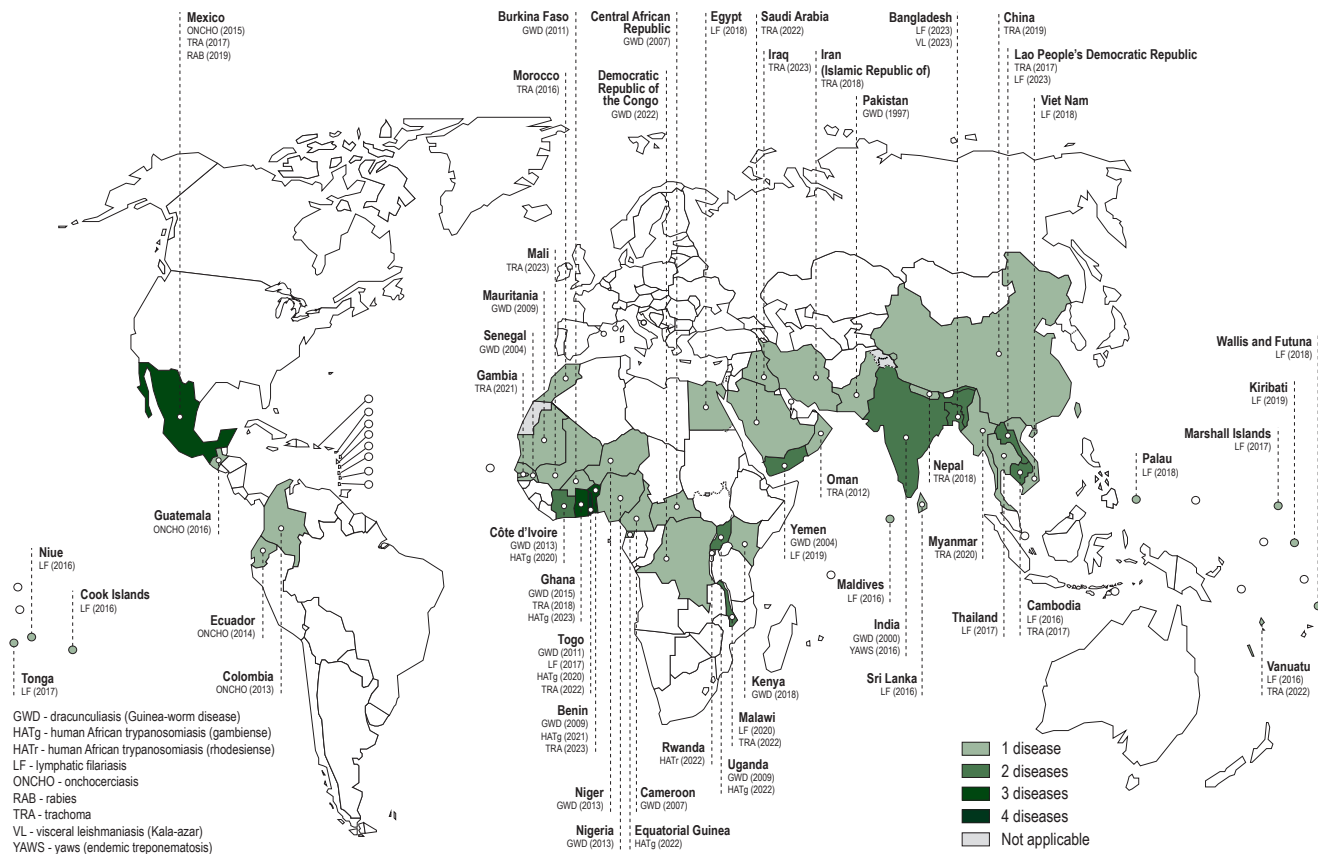 Mexico
ONCHO (2015)
TRA (2017)
RAB (2019)
Burkina Faso
GWD (2011)
Central African
Republic
GWD (2007)
Egypt
LF (2018)
Saudi Arabia
TRA (2022)
Bangladesh
LF (2023)
VL (2023)
China
TRA (2019)
Morocco
TRA (2016)
Democratic
Republic of
the Congo
GWD (2022)
Iraq
TRA (2023)
Iran
(Islamic Republic of)
TRA (2018)
Pakistan
GWD (1997)
Lao People's Democratic Republic
TRA (2017)
LF (2023)
Viet Nam
LF (2018)
Mali
TRA (2023)
Mauritania
GWD (2009)
Senegal
GWD (2004)
Gambia
TRA (2021)
Wallis and Futuna
LF (2018)
Kiribati
LF (2019)
Marshall Islands
LF (2017)
Palau
LF (2018)
Guatemala
ONCHO (2016)
Niue
LF (2016)
Cook Islands
LF (2016)
Tonga
LF (2017)
Ecuador
ONCHO (2014)
Colombia
ONCHO (2013)
Côte d'Ivoire
GWD (2013)
HATg (2020)
Ghana
GWD (2015)
TRA (2018)
HATg (2023)
Togo
GWD (2011)
LF (2017)
HATg (2020)
TRA (2022)
Benin
GWD (2009)
HATg (2021)
TRA (2023)
Niger
GWD (2013)
Nigeria
GWD (2013)
Cameroon
GWD (2007)
Equatorial Guinea
HATg (2022)
Rwanda
HATr (2022)
Uganda
GWD (2009)
HATg (2022)
Malawi
LF (2020)
TRA (2022)
Kenya
GWD (2018)
Yemen
GWD (2004)
LF (2019)
Oman
TRA (2012)
Maldives
LF (2016)
India
GWD (2000)
YAWS (2016)
Sri Lanka
LF (2016)
Nepal
TRA (2018)
Myanmar
TRA (2020)
Thailand
LF (2017)
Cambodia
LF (2016)
TRA (2017)
Vanuatu
LF (2016)
TRA (2022)
GWD - dracunculiasis (Guinea-worm disease)
HATg - human African trypanosomiasis (gambiense)
HATr - human African trypanosomiasis (rhodesiense)
LF - lymphatic filariasis
ONCHO - onchocerciasis
RAB - rabies
TRA - trachoma
VL - visceral leishmaniasis (Kala-azar)
YAWS - yaws (endemic treponematosis)
1 disease
2 diseases
3 diseases
4 diseases
Not applicable